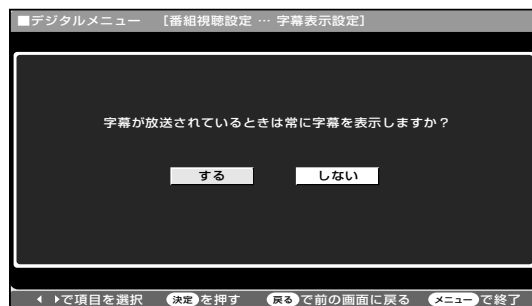 ■デジタルメニュー ［番組視聴設定 … 字幕表示設定］
字幕が放送されているときは常に字幕を表示しますか？
する しない
で項目を選択 決定を押す 戻るで前の画面に戻る メニューで終了